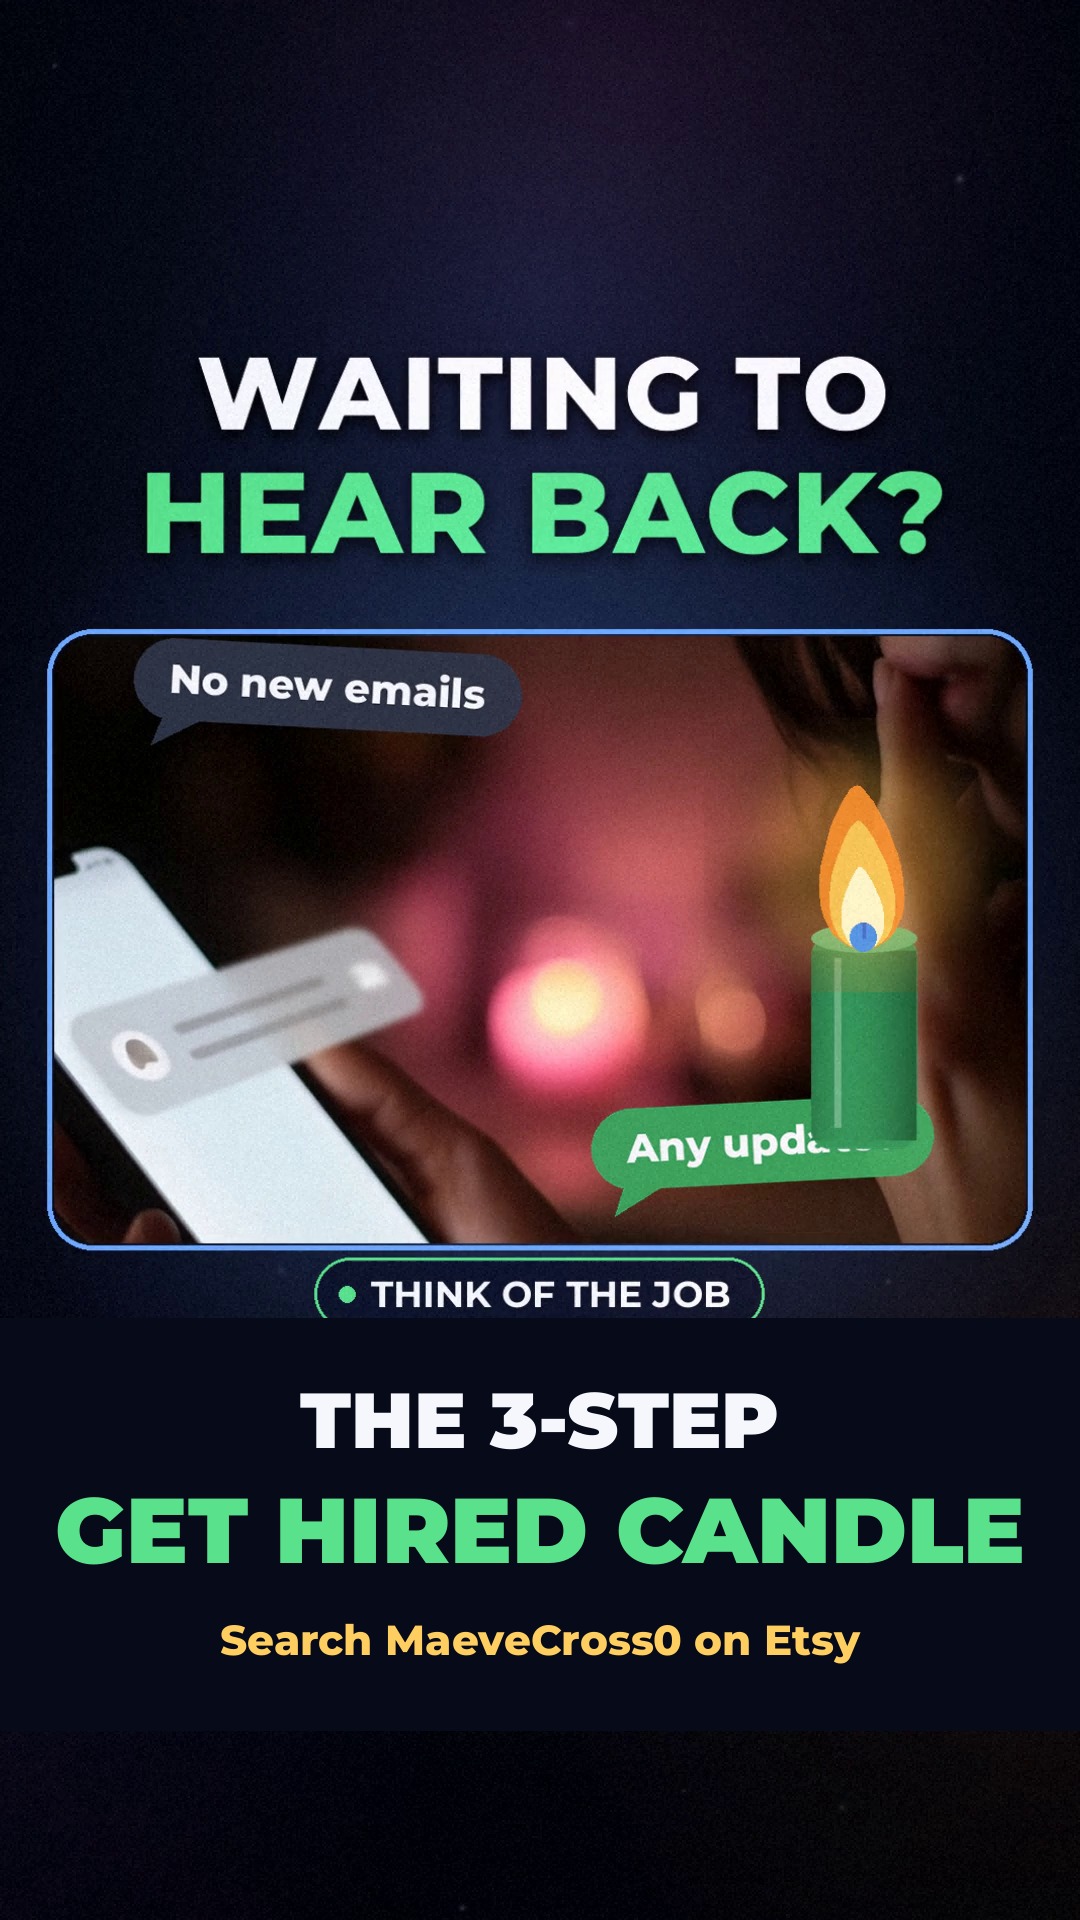 WAITING TO
HEAR BACK?
No new emails
Any
THINK OF THE JOB
THE 3-STEP
GET HIRED CANDLE
Search MaeveCross0 on Etsy